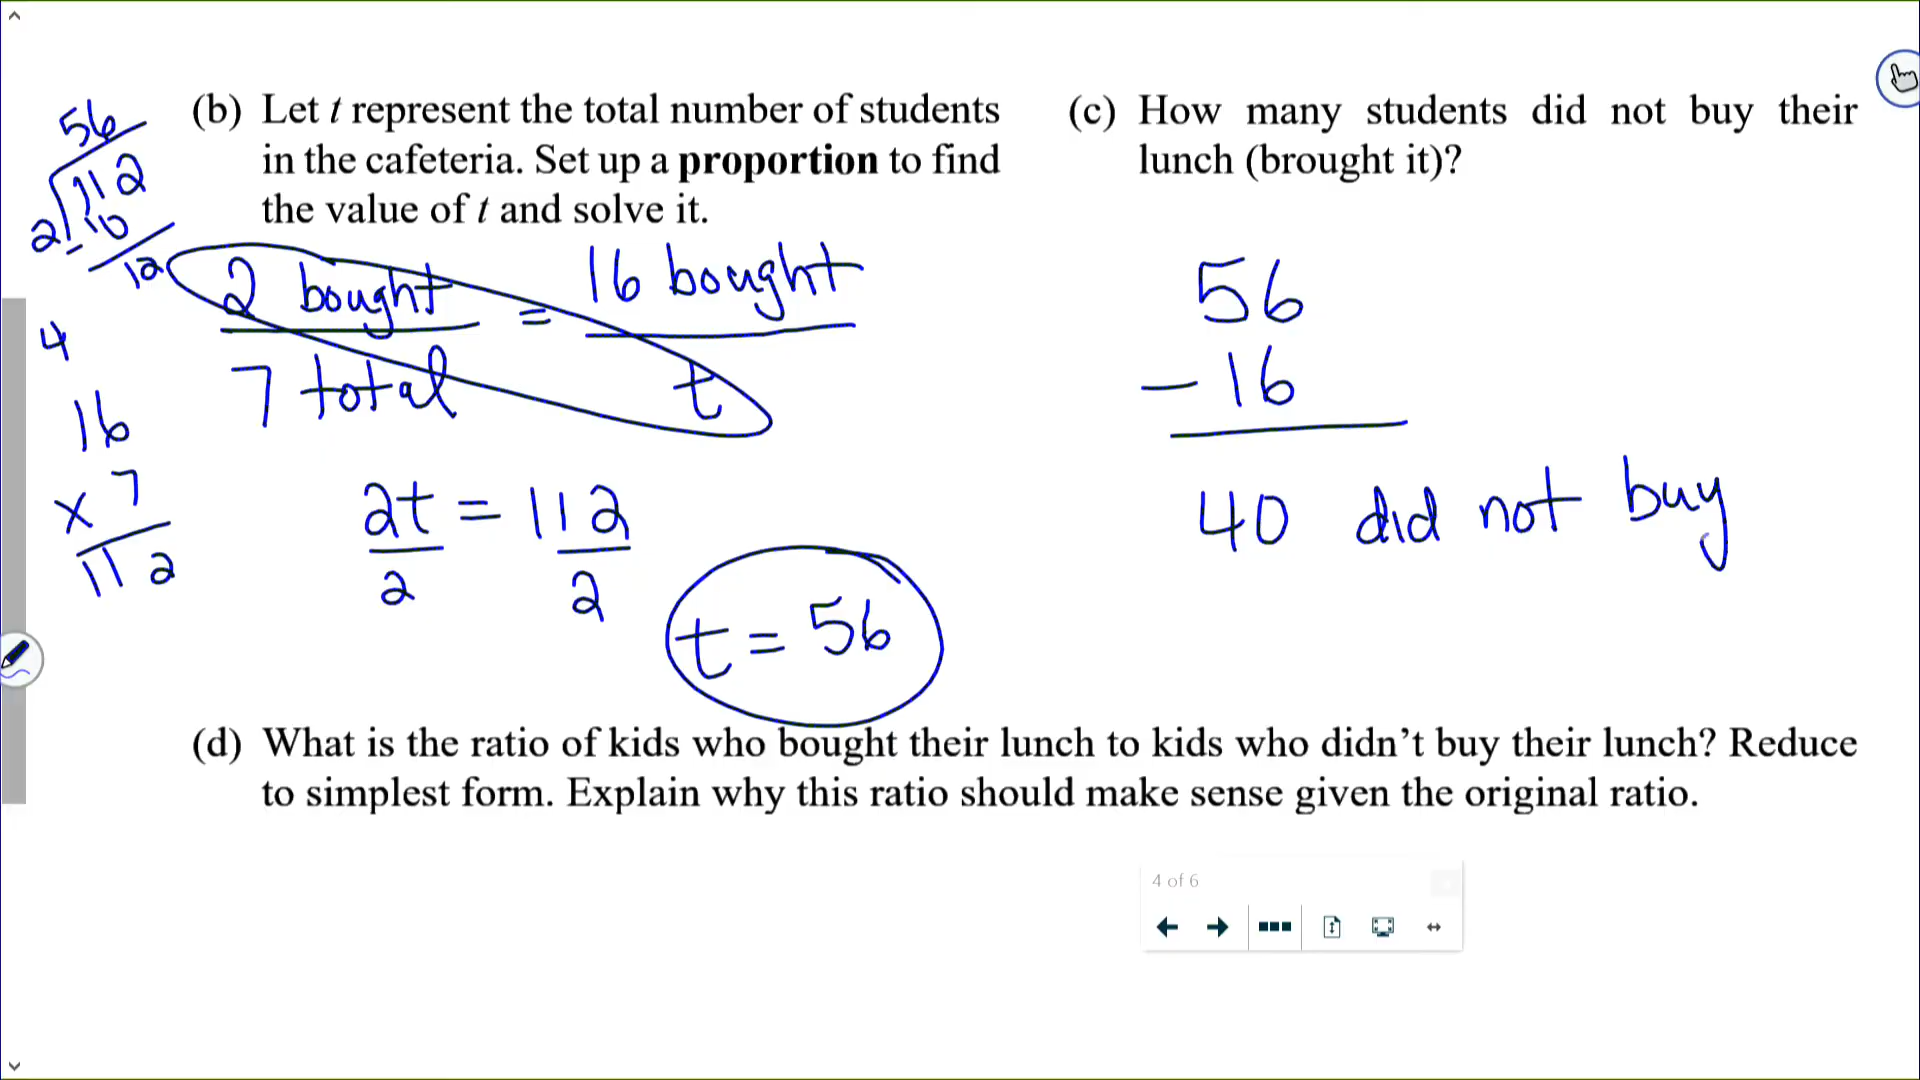 (b) Let t represent the total number of students
in the cafeteria. Set up a proportion to find
the value of t and solve it.
56
2 112
- 10
12
2 bought = 16 bought
7 total t
4
16
x 7
112
2t = 112
2 2
t = 56
(c) How many students did not buy their
lunch (brought it)?
56
- 16
40 did not buy
(d) What is the ratio of kids who bought their lunch to kids who didn't buy their lunch? Reduce
to simplest form. Explain why this ratio should make sense given the original ratio.
4 of 6